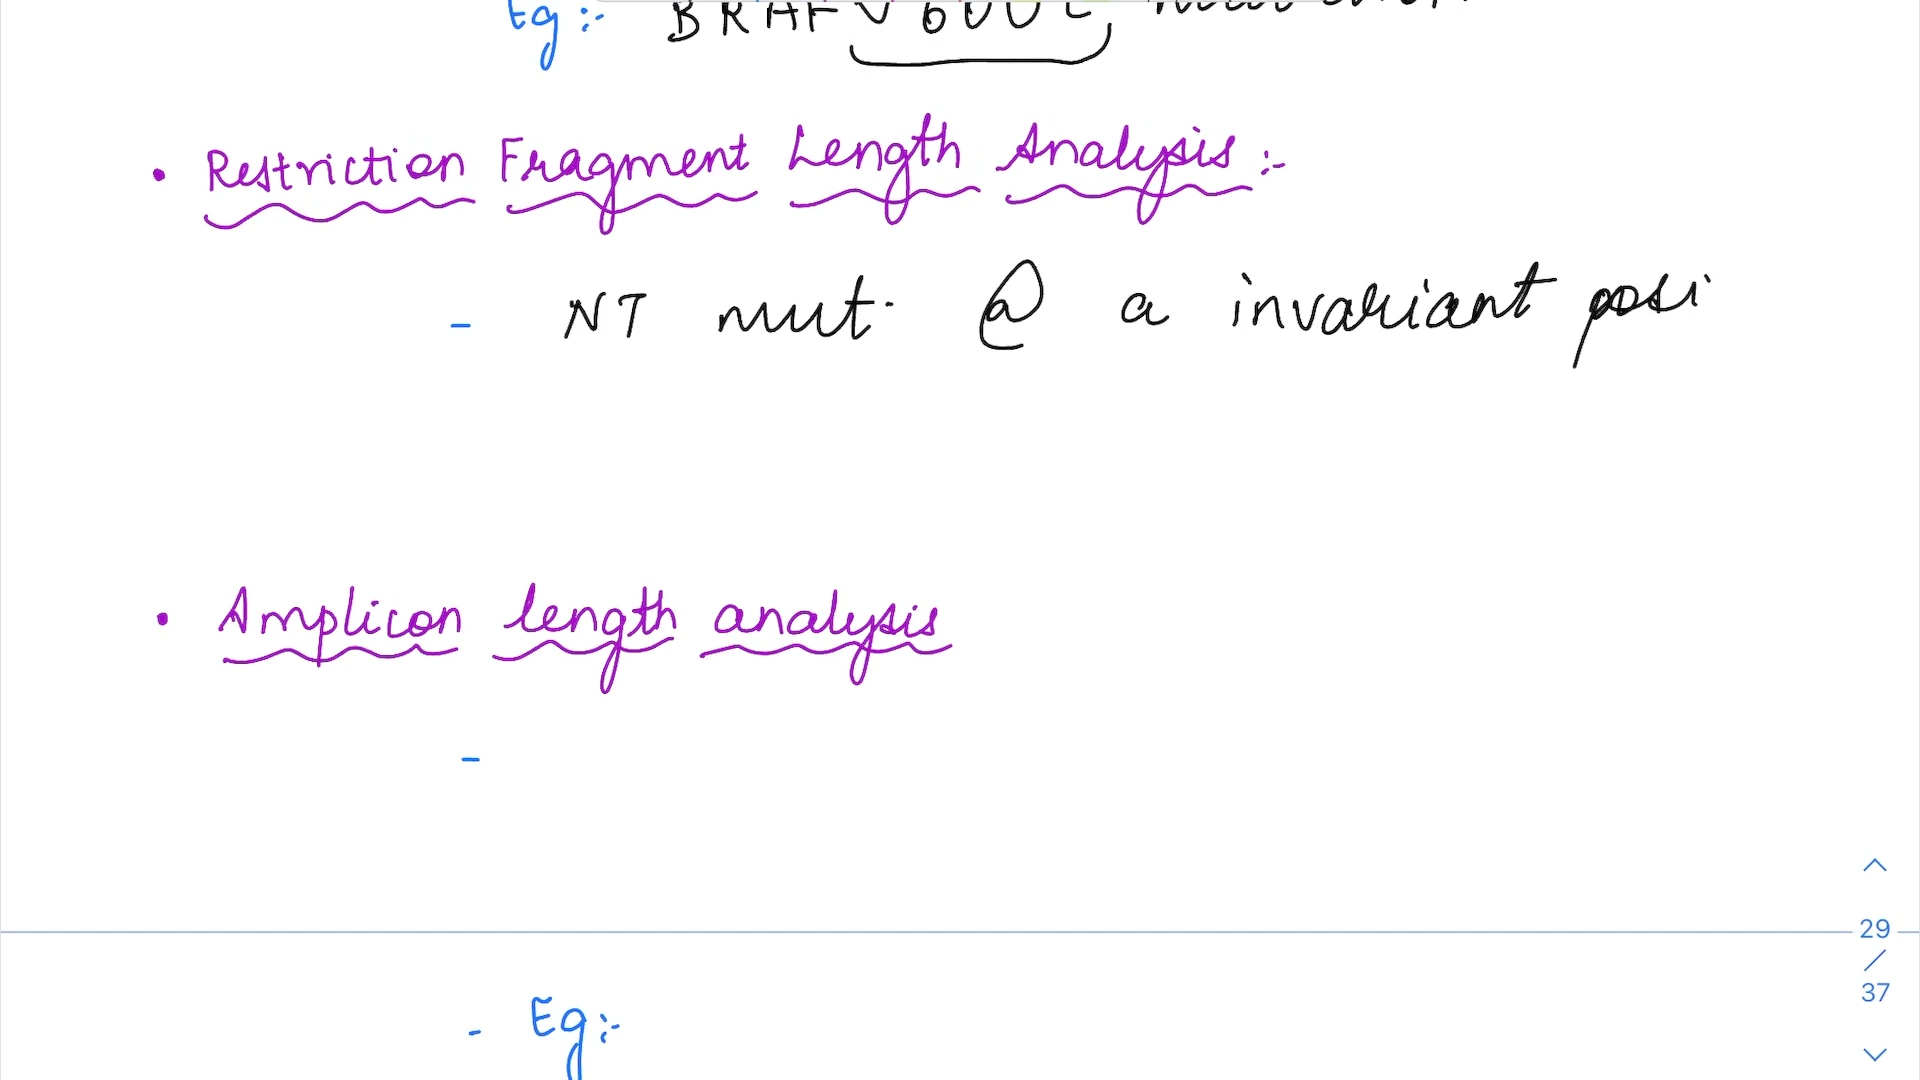 Eg :- BRAF V600E,
• Restriction Fragment Length Analysis :-
- NT mut. @ a invariant posi
• Amplicon length analysis
-
29
/
37
- Eg :-